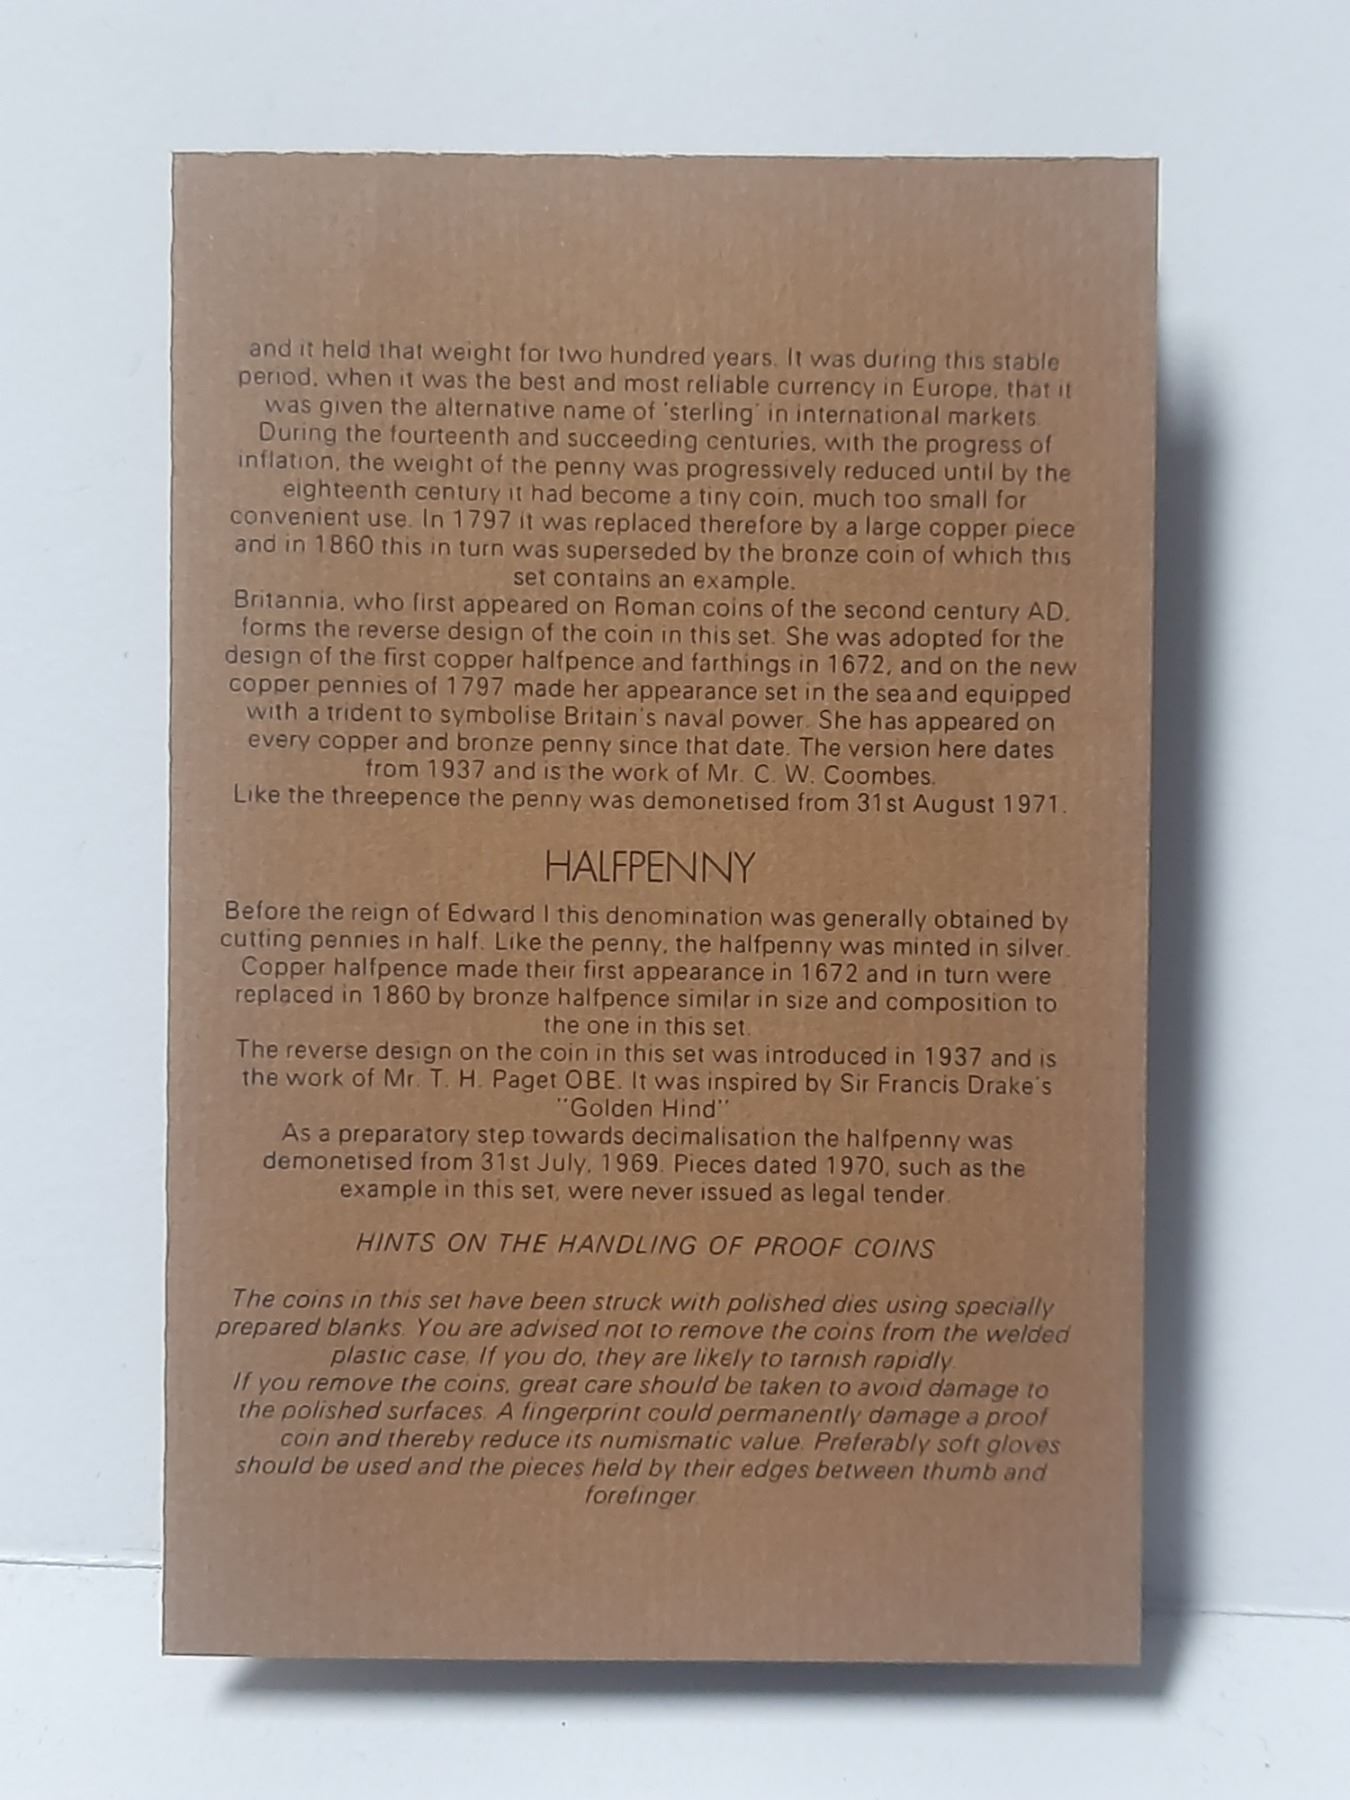 and it held that weight for two hundred years. It was during this stable
period, when it was the best and most reliable currency in Europe, that it
was given the alternative name of 'sterling' in international markets.
During the fourteenth and succeeding centuries, with the progress of
inflation, the weight of the penny was progressively reduced until by the
eighteenth century it had become a tiny coin, much too small for
convenient use. In 1797 it was replaced therefore by a large copper piece
and in 1860 this in turn was superseded by the bronze coin of which this
set contains an example.
Britannia, who first appeared on Roman coins of the second century AD,
forms the reverse design of the coin in this set. She was adopted for the
design of the first copper halfpence and farthings in 1672, and on the new
copper pennies of 1797 made her appearance set in the sea and equipped
with a trident to symbolise Britain's naval power. She has appeared on
every copper and bronze penny since that date. The version here dates
from 1937 and is the work of Mr. C. W. Coombes.
Like the threepence the penny was demonetised from 31st August 1971.
HALFPENNY
Before the reign of Edward I this denomination was generally obtained by
cutting pennies in half. Like the penny, the halfpenny was minted in silver.
Copper halfpence made their first appearance in 1672 and in turn were
replaced in 1860 by bronze halfpence similar in size and composition to
the one in this set.
The reverse design on the coin in this set was introduced in 1937 and is
the work of Mr. T. H. Paget OBE. It was inspired by Sir Francis Drake's
"Golden Hind"
As a preparatory step towards decimalisation the halfpenny was
demonetised from 31st July, 1969. Pieces dated 1970, such as the
example in this set, were never issued as legal tender.
HINTS ON THE HANDLING OF PROOF COINS
The coins in this set have been struck with polished dies using specially
prepared blanks. You are advised not to remove the coins from the welded
plastic case. If you do, they are likely to tarnish rapidly.
If you remove the coins, great care should be taken to avoid damage to
the polished surfaces. A fingerprint could permanently damage a proof
coin and thereby reduce its numismatic value. Preferably soft gloves
should be used and the pieces held by their edges between thumb and
forefinger.